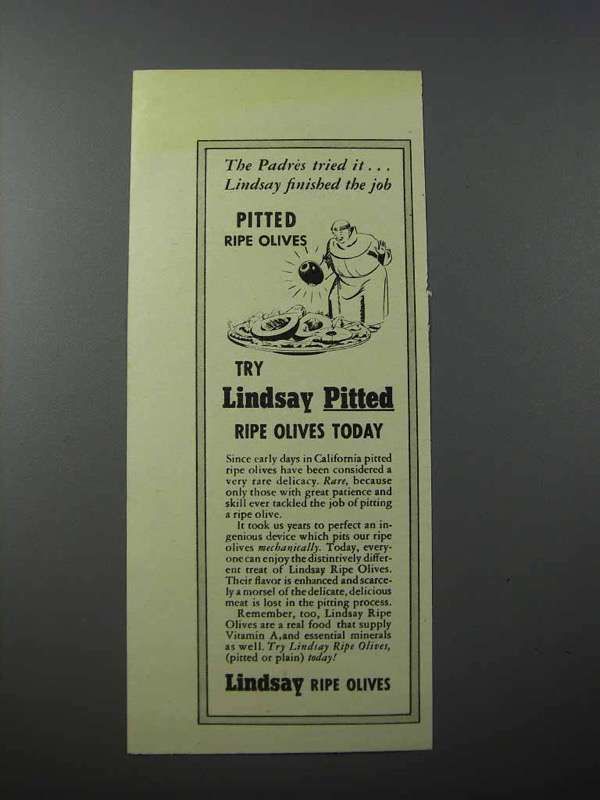 The Padres tried it . . .
Lindsay finished the job
PITTED
RIPE OLIVES
TRY
Lindsay Pitted
RIPE OLIVES TODAY
Since early days in California pitted
ripe olives have been considered a
very rare delicacy. Rare, because
only those with great patience and
skill ever tackled the job of pitting
a ripe olive.
It took us years to perfect an in-
genious device which pits our ripe
olives mechanically. Today, every-
one can enjoy the distinctively differ-
ent treat of Lindsay Ripe Olives.
Their flavor is enhanced and scarce-
ly a morsel of the delicate, delicious
meat is lost in the pitting process.
Remember, too, Lindsay Ripe
Olives are a real food that supply
Vitamin A, and essential minerals
as well. Try Lindsay Ripe Olives,
(pitted or plain) today!
Lindsay RIPE OLIVES